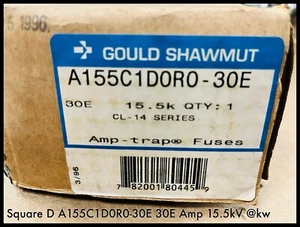 5 1996
GOULD SHAWMUT
A155C1D0R0-30E
30E 15.5k QTY: 1
CL-14 SERIES
Amp-trap® Fuses
3/96
7 82001 80445 9
Square D A155C1D0R0-30E 30E Amp 15.5kV @kw